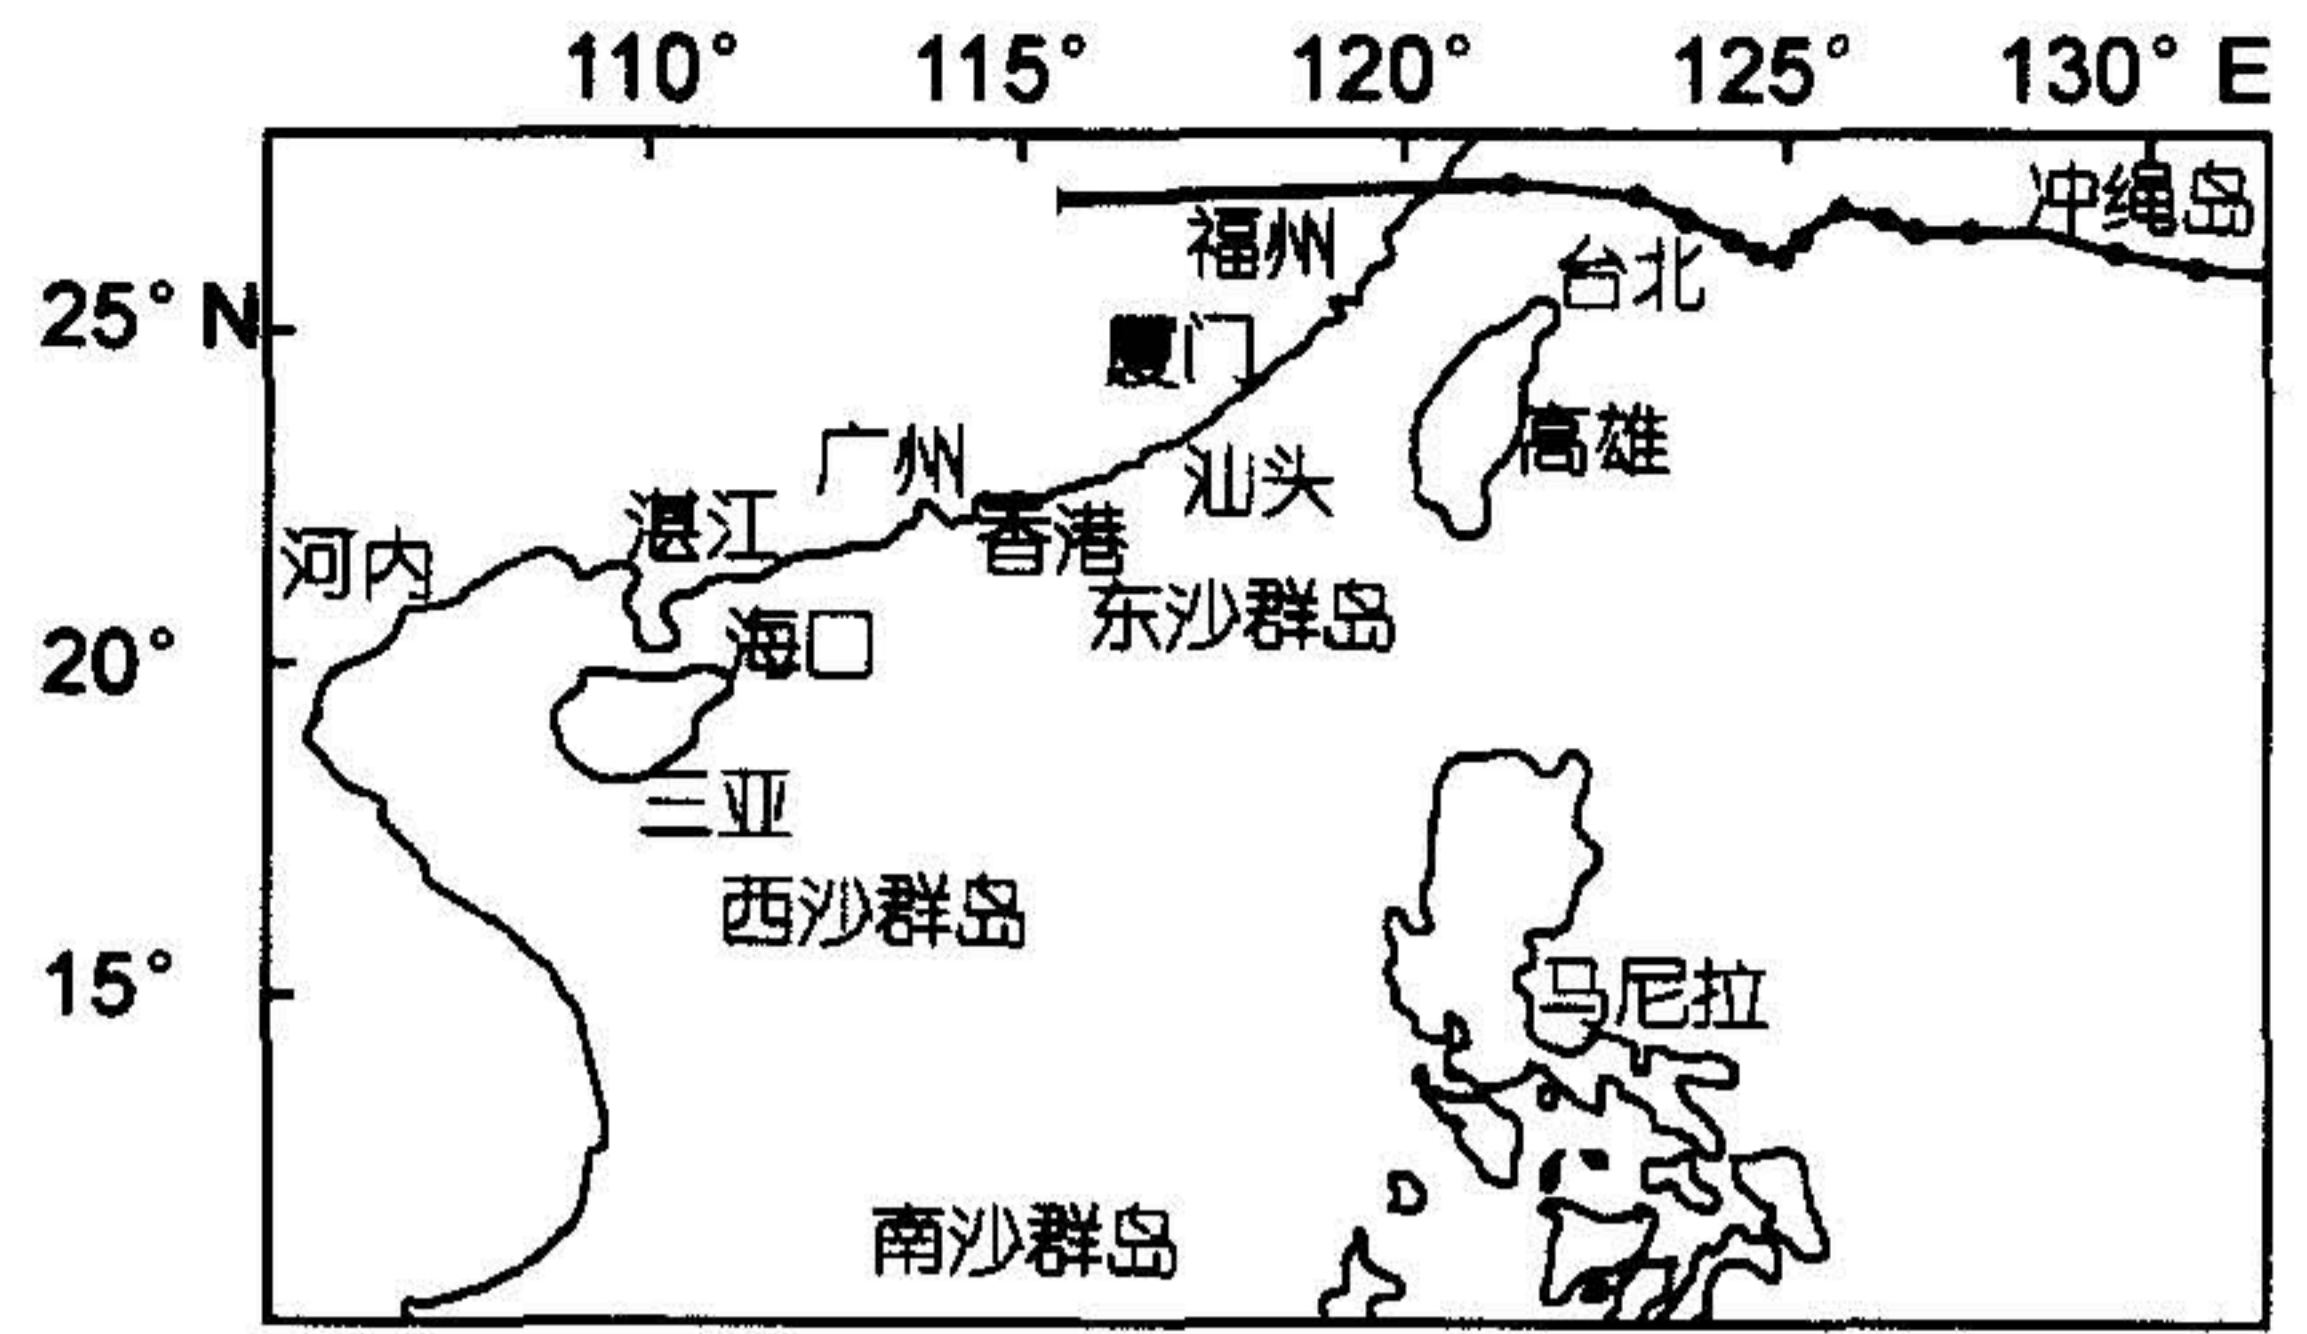 110° 115° 120° 125° 130° E
冲绳岛
福州
台北
25° N
厦门
高雄
广州
汕头
湛江
香港
河内
东沙群岛
海口
20°
三亚
西沙群岛
马尼拉
15°
南沙群岛